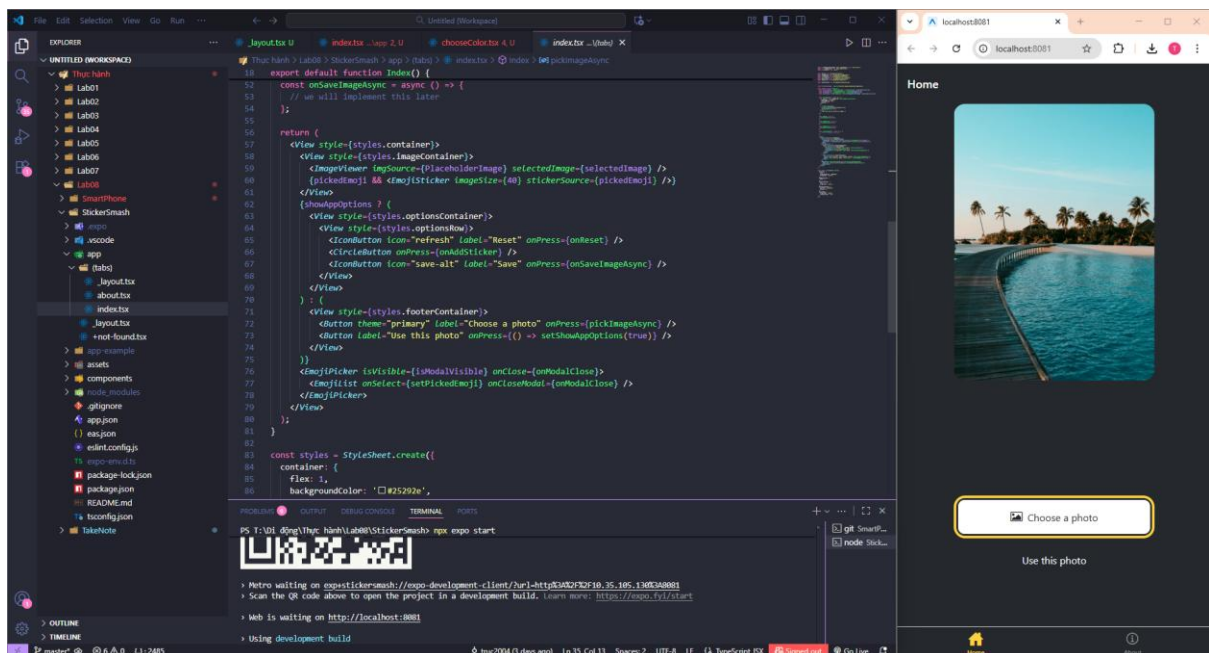 File Edit Selection View Go Run ...
Untitled (Workspace)
localhost:8081
EXPLORER
_layout.tsx U
index.tsx ...\app 2, U
chooseColor.tsx 4, U
index.tsx ...\(tabs)
localhost:8081
UNTITLED (WORKSPACE)
Thực hành
Lab01
Lab02
Lab03
Lab04
Lab05
Lab06
Lab07
Lab08
SmartPhone
StickerSmash
.expo
.vscode
app
(tabs)
_layout.tsx
about.tsx
index.tsx
_layout.tsx
+not-found.tsx
app-example
assets
components
node_modules
.gitignore
app.json
eas.json
eslint.config.js
expo-env.d.ts
package-lock.json
package.json
README.md
tsconfig.json
TakeNote
OUTLINE
TIMELINE
Thực hành > Lab08 > StickerSmash > app > (tabs) > index.tsx > Index > pickImageAsync
18 export default function Index() {
52 const onSaveImageAsync = async () => {
53 // we will implement this later
54 };
55
56 return (
57 <View style={styles.container}>
58 <View style={styles.imageContainer}>
59 <ImageViewer imgSource={PlaceholderImage} selectedImage={selectedImage} />
60 {pickedEmoji && <EmojiSticker imageSize={40} stickerSource={pickedEmoji} />}
61 </View>
62 {showAppOptions ? (
63 <View style={styles.optionsContainer}>
64 <View style={styles.optionsRow}>
65 <IconButton icon="refresh" label="Reset" onPress={onReset} />
66 <CircleButton onPress={onAddSticker} />
67 <IconButton icon="save-alt" label="Save" onPress={onSaveImageAsync} />
68 </View>
69 </View>
70 ) : (
71 <View style={styles.footerContainer}>
72 <Button theme="primary" label="Choose a photo" onPress={pickImageAsync} />
73 <Button label="Use this photo" onPress={() => setShowAppOptions(true)} />
74 </View>
75 )}
76 <EmojiPicker isVisible={isModalVisible} onClose={onModalClose}>
77 <EmojiList onSelect={setPickedEmoji} onCloseModal={onModalClose} />
78 </EmojiPicker>
79 </View>
80 );
81 }
82
83 const styles = StyleSheet.create({
84 container: {
85 flex: 1,
86 backgroundColor: '#25292e',
PROBLEMS OUTPUT DEBUG CONSOLE TERMINAL PORTS
PS T:\Di động\Thực hành\Lab08\StickerSmash> npx expo start
> Metro waiting on exp+stickersmash://expo-development-client/?url=http%3A%2F%2F10.35.105.130%3A8081
> Scan the QR code above to open the project in a development build. Learn more: https://expo.fyi/start
> Web is waiting on http://localhost:8081
> Using development build
git SmartP...
node Stick...
master*
Ln 35, Col 13 Spaces: 2 UTF-8 LF TypeScript JSX Signed out Go Live
Home
Choose a photo
Use this photo
Home
About